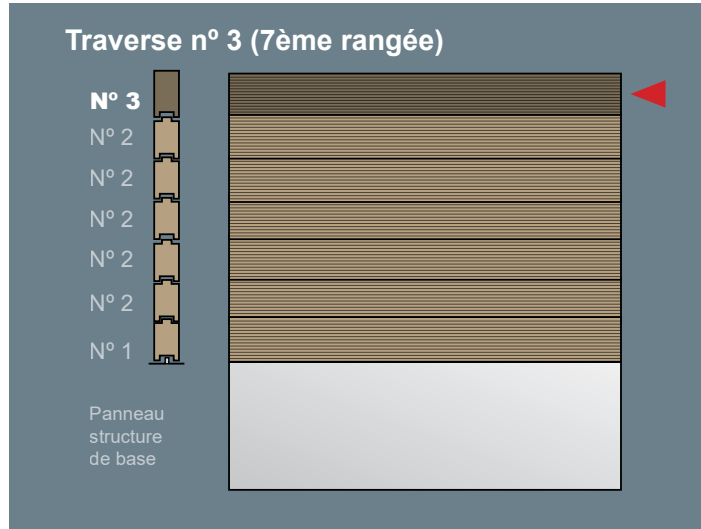 Traverse nº 3 (7ème rangée)
Nº 3
Nº 2
Nº 2
Nº 2
Nº 2
Nº 2
Nº 1
Panneau
structure
de base